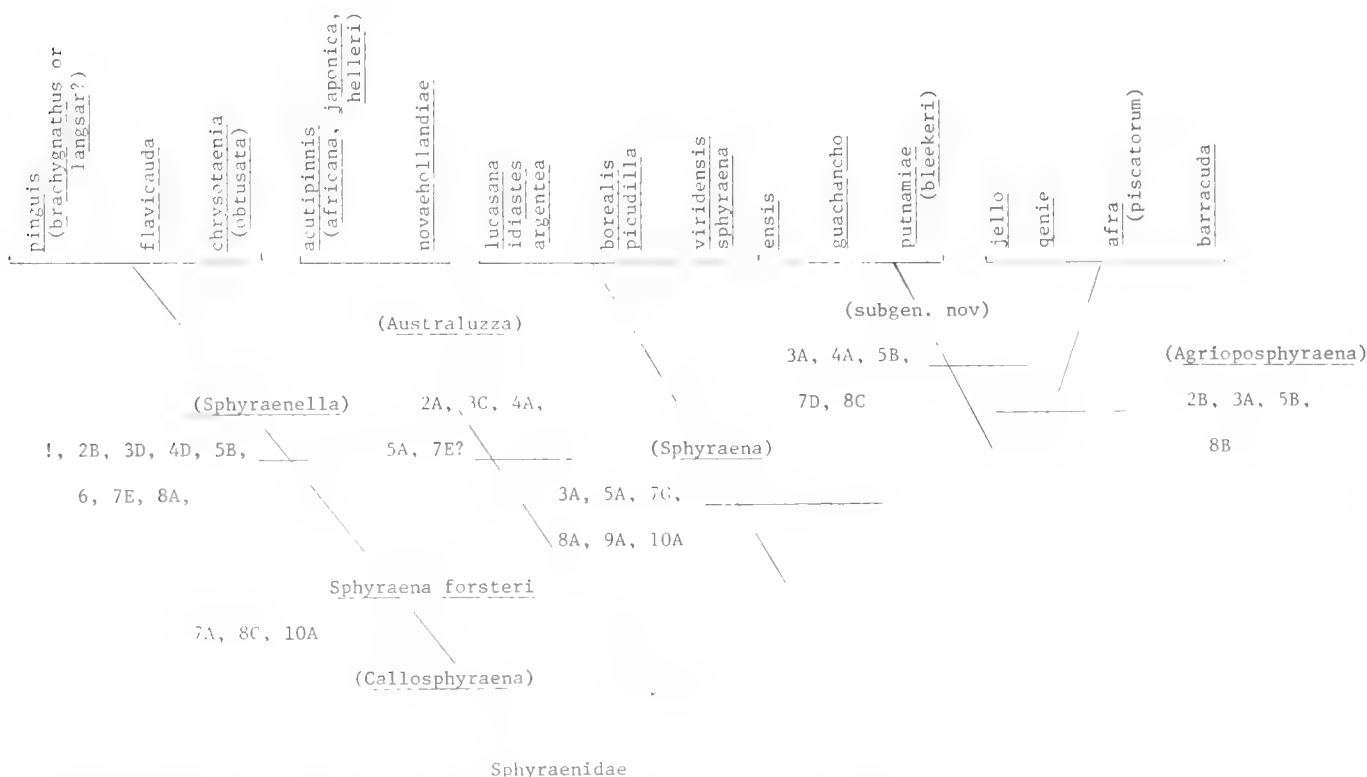 pinguis
(brachygnathus or
langsar?)
flavicauda
chrysotaenia
(obtusata)
acutipinnis
(africana, japonica,
helleri)
novaehollandiae
lucasana
idiastes
argentea
borealis
picudilla
viridensis
sphyraena
ensis
guachancho
putnamiae
(bleekeri)
jello
qenie
afra
(piscatorum)
barracuda
(subgen. nov)
(Australuzza)
3A, 4A, 5B,
(Agrioposphyraena)
7D, 8C
(Sphyraenella)
2A, 3C, 4A,
2B, 3A, 5B,
!, 2B, 3D, 4D, 5B,
5A, 7E?
(Sphyraena)
8B
6, 7E, 8A,
3A, 5A, 7C,
8A, 9A, 10A
Sphyraena forsteri
7A, 8C, 10A
(Callosphyraena)
Sphyraenidae